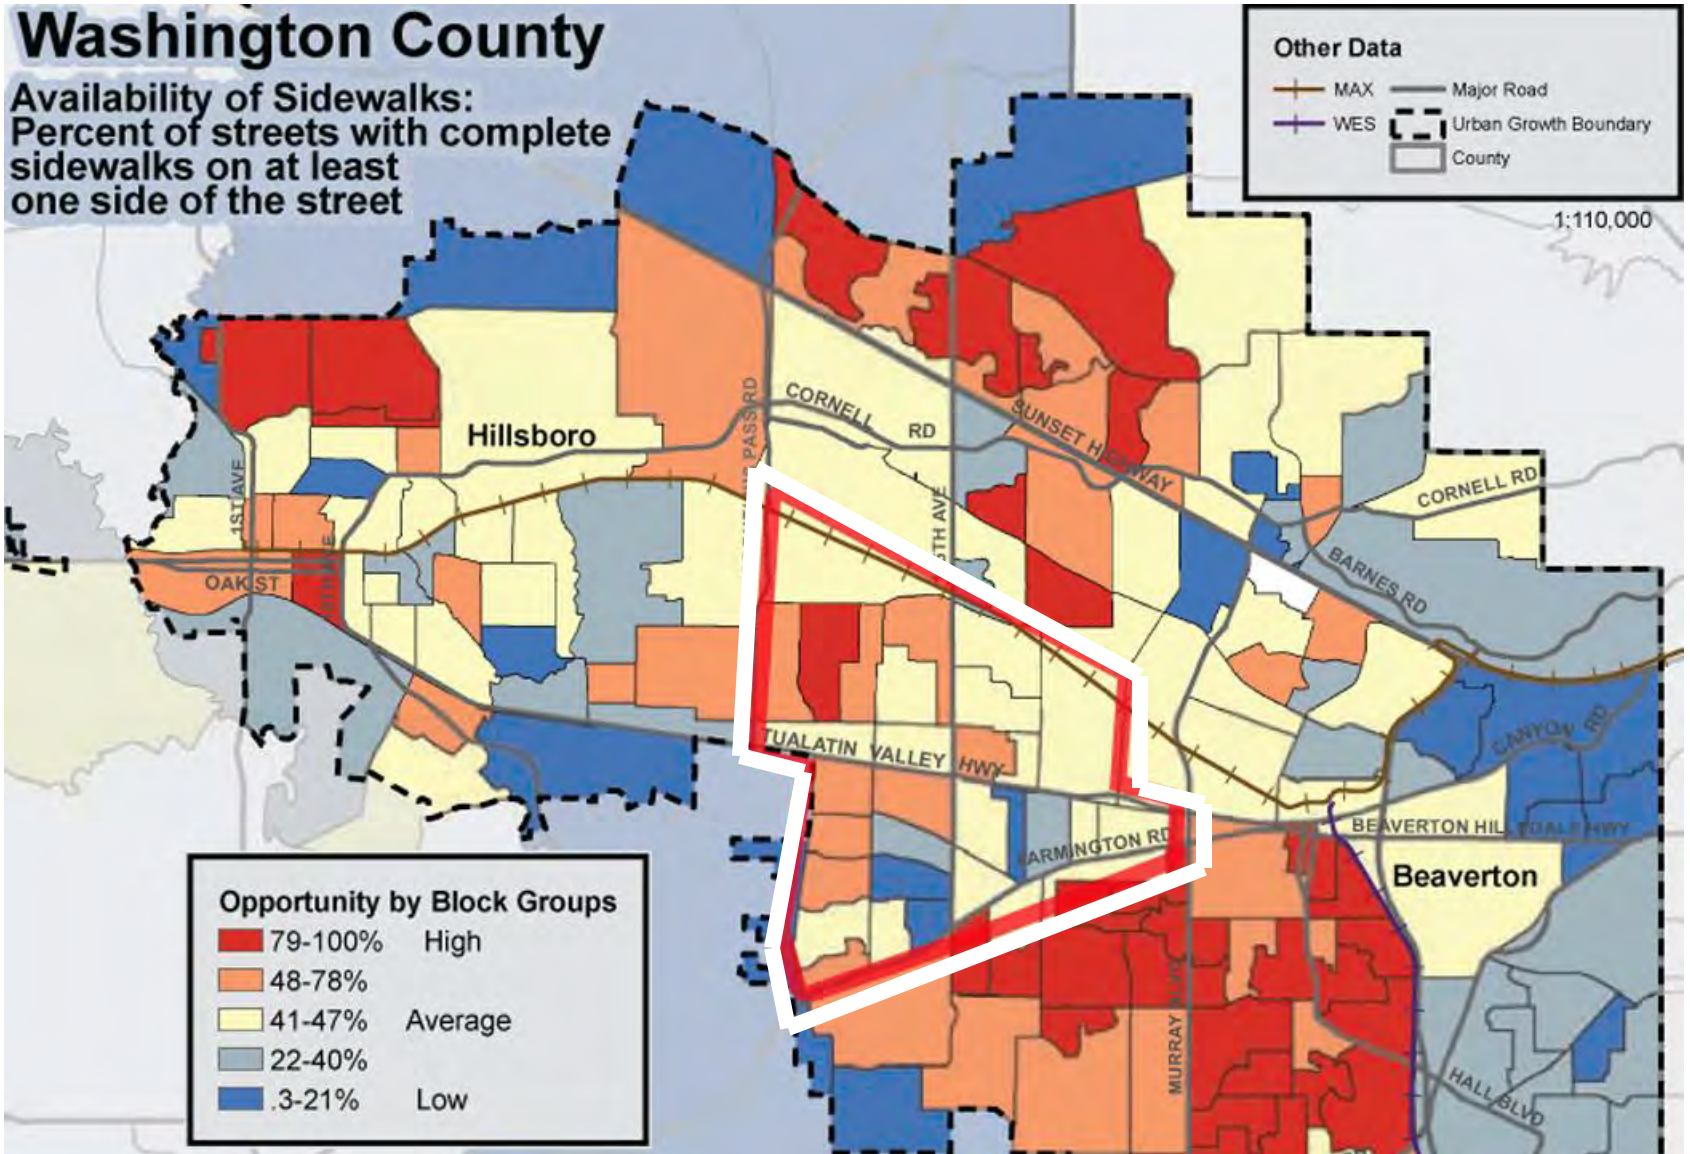 Washington County
Availability of Sidewalks:
Percent of streets with complete
sidewalks on at least
one side of the street
Other Data
MAX
Major Road
WES
Urban Growth Boundary
County
1:110,000
CORNELL RD
PASS RD
SUNSET HIGHWAY
Hillsboro
1ST AVE
CORNELL RD
BARNES RD
OAK ST
CANYON RD
TUALATIN VALLEY HWY
BEAVERTON HILLSDALE HWY
Beaverton
MURRAY BLVD
HALL BLVD
Opportunity by Block Groups
79-100% High
48-78%
41-47% Average
22-40%
.3-21% Low